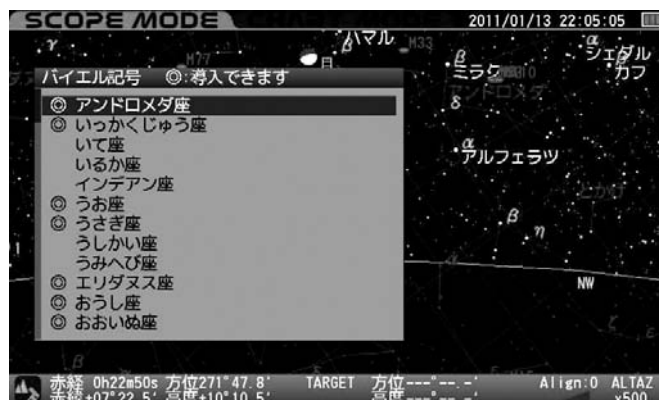 SCOPE MODE
2011/01/13 22:05:05
γ
M77
α
ハマル
月
M33
β
ミラク
α
シェダル
β
カフ
アンドロメダ
δ
α
アルフェラッツ
とかげ
β
η
NW
バイエル記号 ◎:導入できます
◎ アンドロメダ座
◎ いっかくじゅう座
いて座
いるか座
インデアン座
◎ うお座
◎ うさぎ座
うしかい座
うみへび座
◎ エリダヌス座
◎ おうし座
◎ おおいぬ座
β
ζ
ε
赤経 0h22m50s 方位271°47.8' TARGET 方位---°--.-' Align:0 ALTAZ
赤緯+07°22.5' 高度+10°10.5' 高度---°--.-' x500